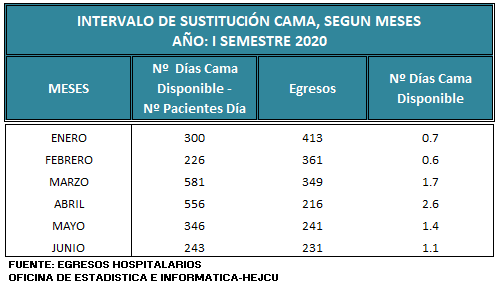 INTERVALO DE SUSTITUCIÓN CAMA, SEGUN MESES
AÑO: I SEMESTRE 2020
MESES
Nº Días Cama
Disponible -
Nº Pacientes Día
Egresos
Nº Días Cama
Disponible
ENERO 300 413 0.7
FEBRERO 226 361 0.6
MARZO 581 349 1.7
ABRIL 556 216 2.6
MAYO 346 241 1.4
JUNIO 243 231 1.1
FUENTE: EGRESOS HOSPITALARIOS
OFICINA DE ESTADISTICA E INFORMATICA-HEJCU